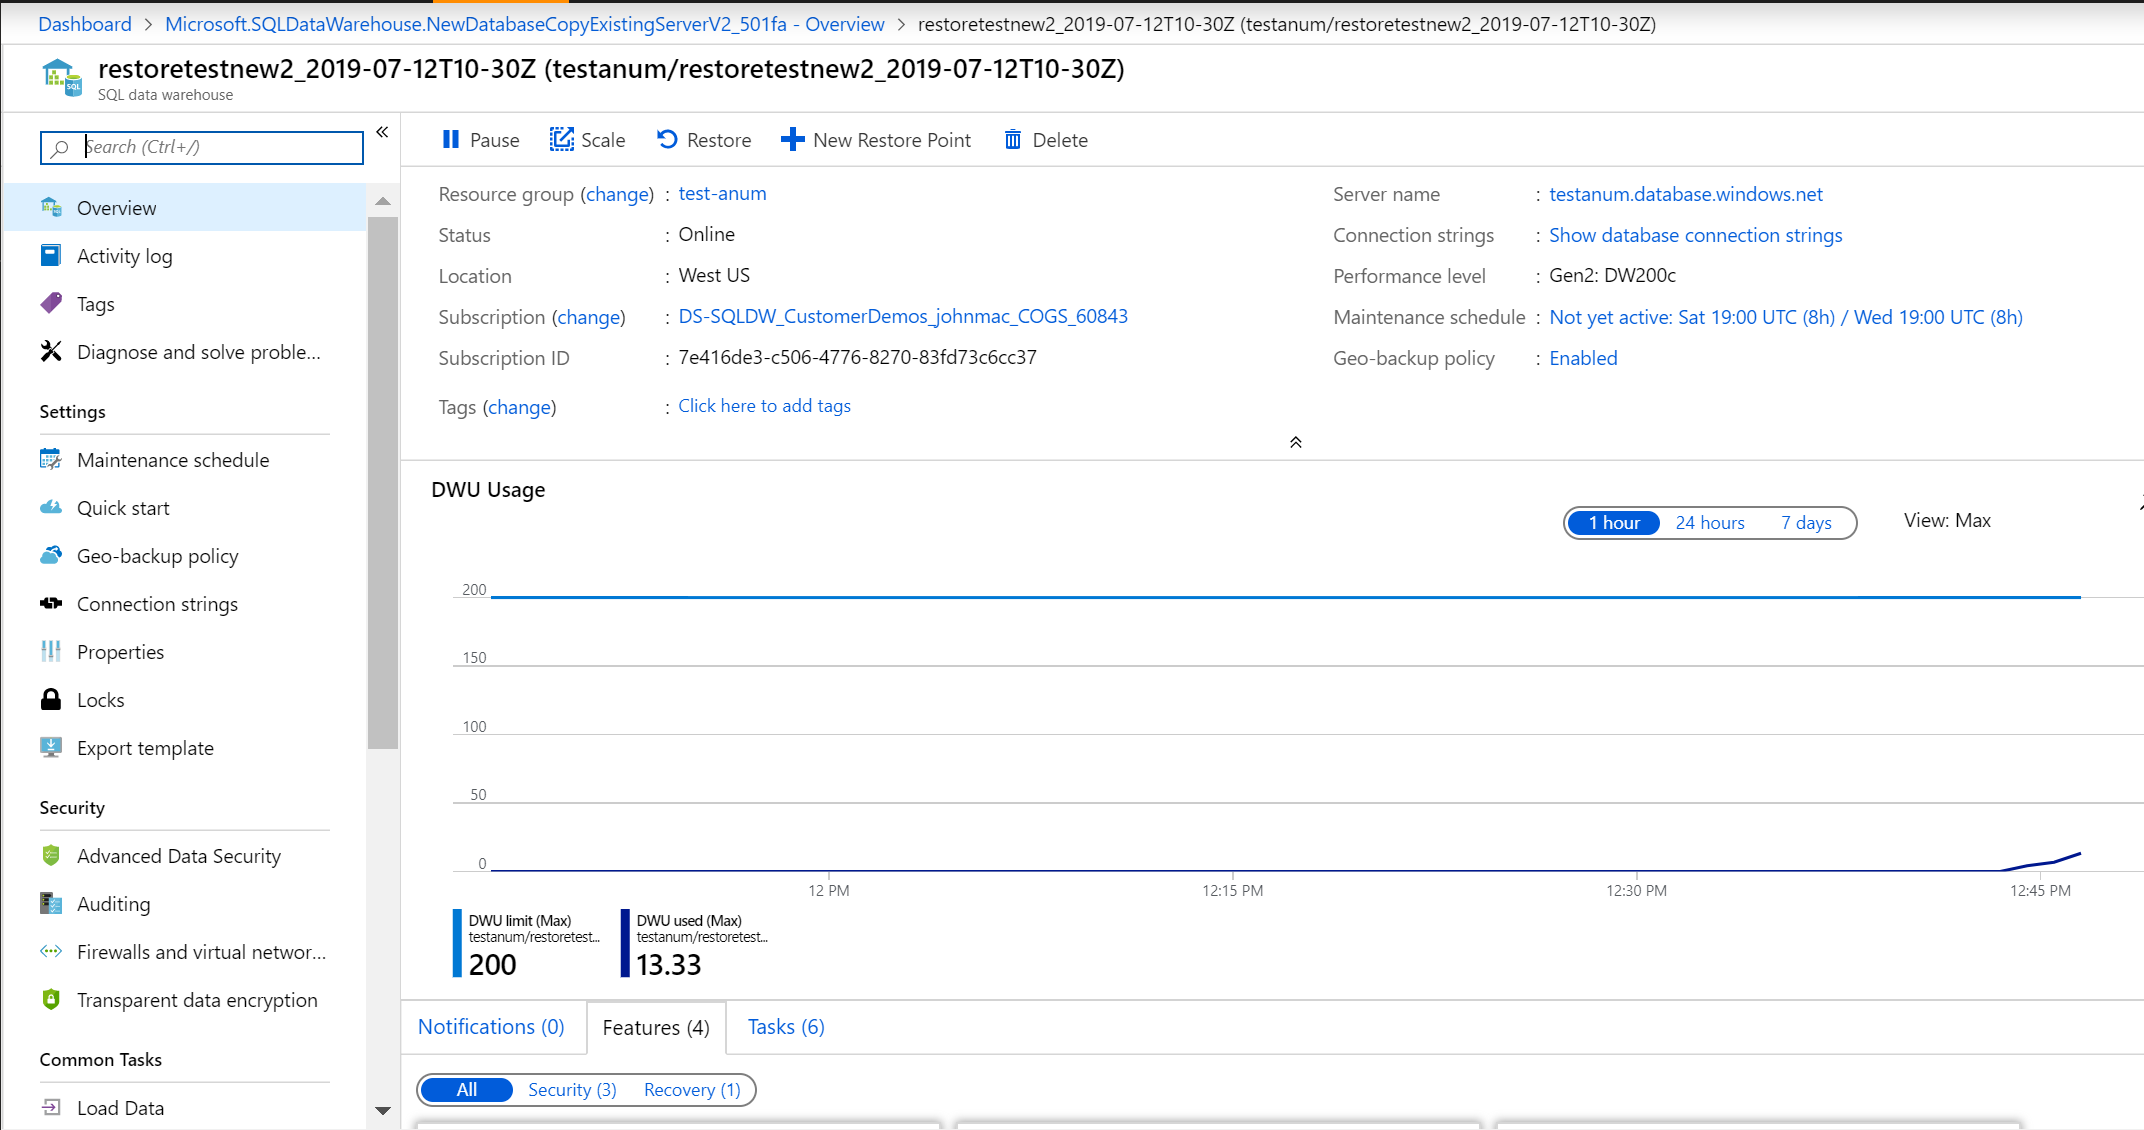 Dashboard > Microsoft.SQLDataWarehouse.NewDatabaseCopyExistingServerV2_501fa - Overview > restoretestnew2_2019-07-12T10-30Z (testanum/restoretestnew2_2019-07-12T10-30Z)
restoretestnew2_2019-07-12T10-30Z (testanum/restoretestnew2_2019-07-12T10-30Z)
SQL data warehouse
Search (Ctrl+/)
Overview
Activity log
Tags
Diagnose and solve proble...
Settings
Maintenance schedule
Quick start
Geo-backup policy
Connection strings
Properties
Locks
Export template
Security
Advanced Data Security
Auditing
Firewalls and virtual networ...
Transparent data encryption
Common Tasks
Load Data
Pause Scale Restore New Restore Point Delete
Resource group (change) : test-anum
Status : Online
Location : West US
Subscription (change) : DS-SQLDW_CustomerDemos_johnmac_COGS_60843
Subscription ID : 7e416de3-c506-4776-8270-83fd73c6cc37
Tags (change) : Click here to add tags
Server name : testanum.database.windows.net
Connection strings : Show database connection strings
Performance level : Gen2: DW200c
Maintenance schedule : Not yet active: Sat 19:00 UTC (8h) / Wed 19:00 UTC (8h)
Geo-backup policy : Enabled
DWU Usage
1 hour 24 hours 7 days View: Max
200
150
100
50
0
12 PM 12:15 PM 12:30 PM 12:45 PM
DWU limit (Max)
testanum/restoretest...
200
DWU used (Max)
testanum/restoretest...
13.33
Notifications (0) Features (4) Tasks (6)
All Security (3) Recovery (1)